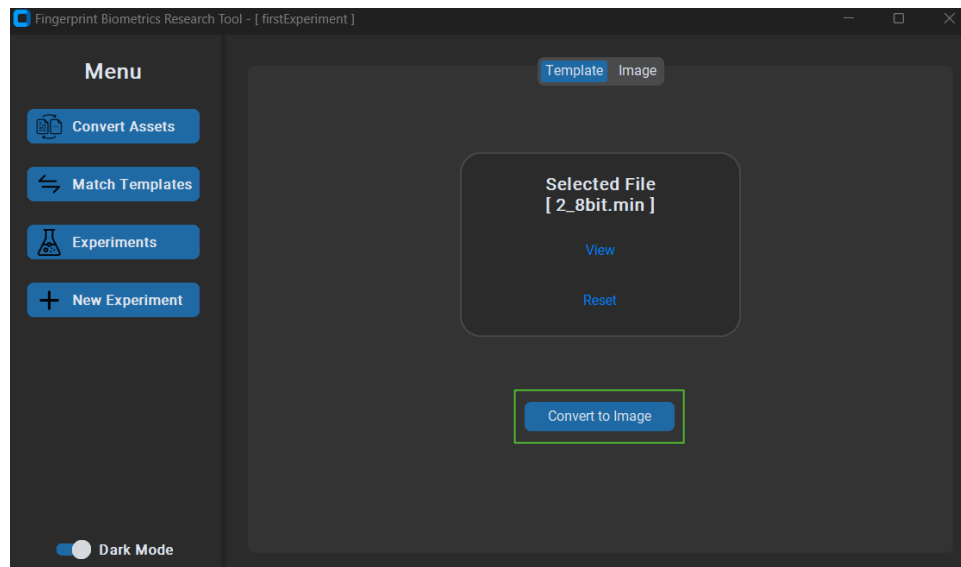 Fingerprint Biometrics Research Tool - [ firstExperiment ]
Menu
Convert Assets
Match Templates
Experiments
New Experiment
Dark Mode
Template Image
Selected File
[ 2_8bit.min ]
View
Reset
Convert to Image